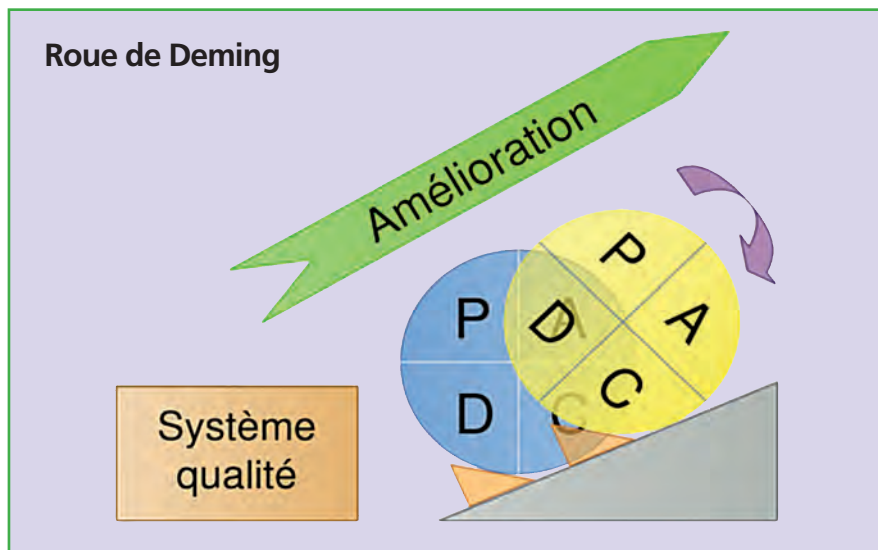 Roue de Deming
Amélioration
P
A
D
C
P
A
D
C
Système
qualité